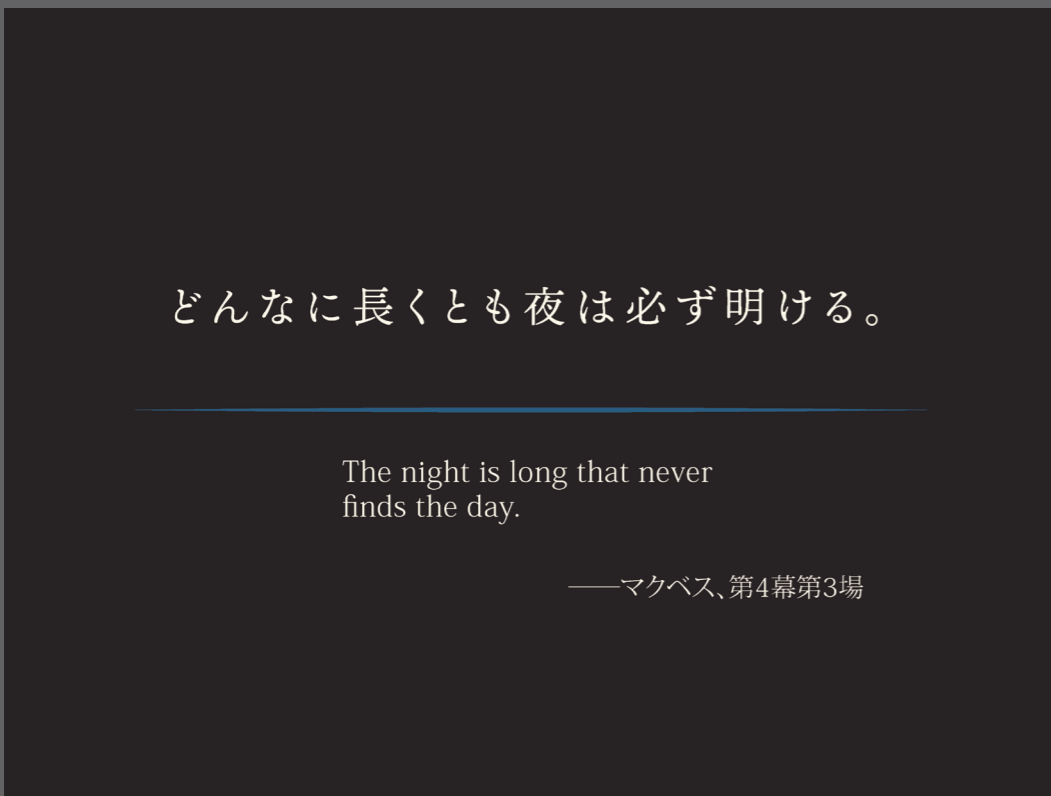 どんなに長くとも夜は必ず明ける。
The night is long that never
finds the day.
──マクベス、第4幕第3場